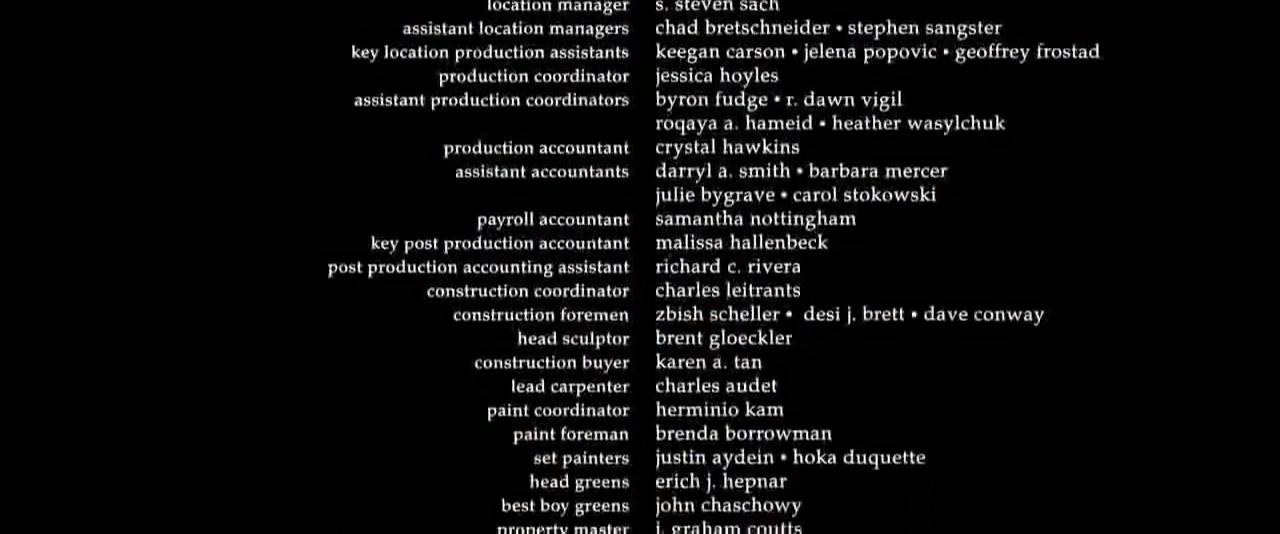 location manager s. steven sach
assistant location managers chad bretschneider • stephen sangster
key location production assistants keegan carson • jelena popovic • geoffrey frostad
production coordinator jessica hoyles
assistant production coordinators byron fudge • r. dawn vigil
roqaya a. hameid • heather wasylchuk
production accountant crystal hawkins
assistant accountants darryl a. smith • barbara mercer
julie bygrave • carol stokowski
payroll accountant samantha nottingham
key post production accountant malissa hallenbeck
post production accounting assistant richard c. rivera
construction coordinator charles leitrants
construction foremen zbish scheller • desi j. brett • dave conway
head sculptor brent gloeckler
construction buyer karen a. tan
lead carpenter charles audet
paint coordinator herminio kam
paint foreman brenda borrowman
set painters justin aydein • hoka duquette
head greens erich j. hepnar
best boy greens john chaschowy
property master j. graham coutts